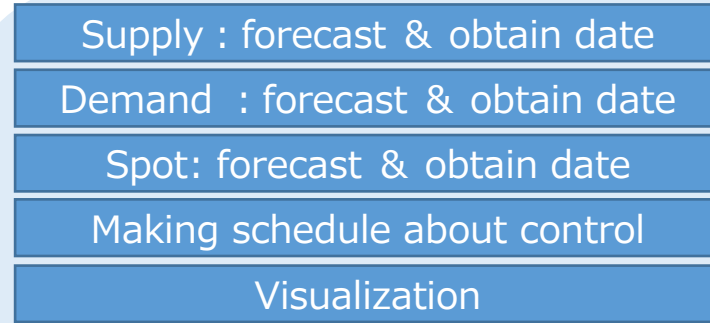 Supply : forecast & obtain date
Demand : forecast & obtain date
Spot: forecast & obtain date
Making schedule about control
Visualization